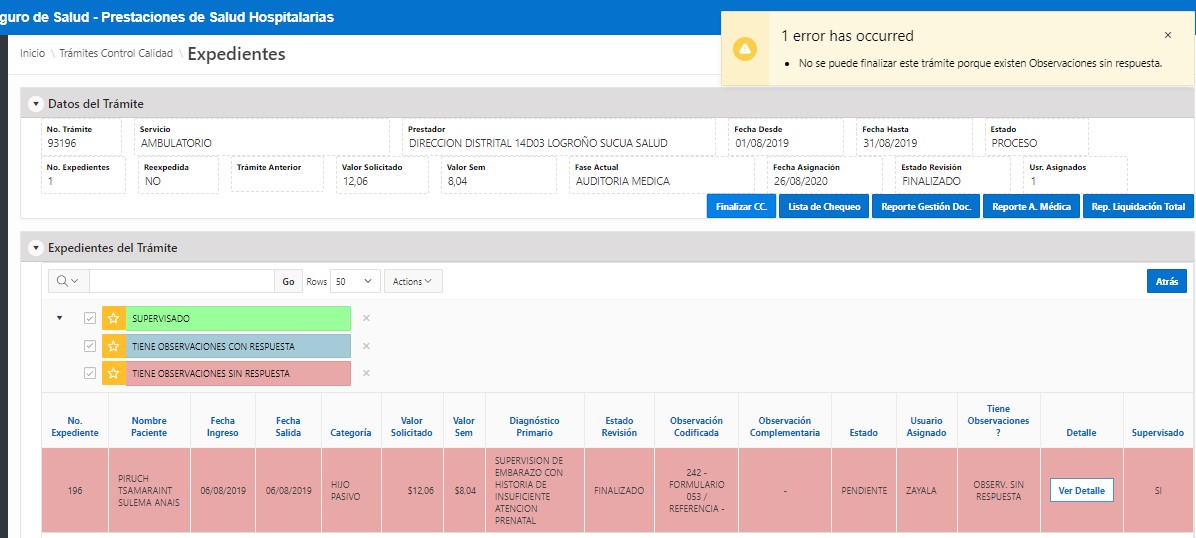 guro de Salud - Prestaciones de Salud Hospitalarias
1 error has occurred
No se puede finalizar este trámite porque existen Observaciones sin respuesta.
Inicio \ Trámites Control Calidad \ Expedientes
Datos del Trámite
No. Trámite Servicio Prestador Fecha Desde Fecha Hasta Estado
93196 AMBULATORIO DIRECCION DISTRITAL 14D03 LOGROÑO SUCUA SALUD 01/08/2019 31/08/2019 PROCESO
No. Expedientes Reexpedida Trámite Anterior Valor Solicitado Valor Sem Fase Actual Fecha Asignación Estado Revisión Usr. Asignados
1 NO 12,06 8,04 AUDITORIA MEDICA 26/08/2020 FINALIZADO 1
Finalizar CC. Lista de Chequeo Reporte Gestión Doc. Reporte A. Médica Rep. Liquidación Total
Expedientes del Trámite
Go Rows 50 Actions Atrás
SUPERVISADO
TIENE OBSERVACIONES CON RESPUESTA
TIENE OBSERVACIONES SIN RESPUESTA
No. Expediente Nombre Paciente Fecha Ingreso Fecha Salida Categoría Valor Solicitado Valor Sem Diagnóstico Primario Estado Revisión Observación Codificada Observación Complementaria Estado Usuario Asignado Tiene Observaciones ? Detalle Supervisado
196 PIRUCH TSAMARAINT SULEMA ANAIS 06/08/2019 06/08/2019 HIJO PASIVO $12,06 $8,04 SUPERVISION DE EMBARAZO CON HISTORIA DE INSUFICIENTE ATENCION PRENATAL FINALIZADO 242 - FORMULARIO 053 / REFERENCIA - - PENDIENTE ZAYALA OBSERV. SIN RESPUESTA Ver Detalle SI